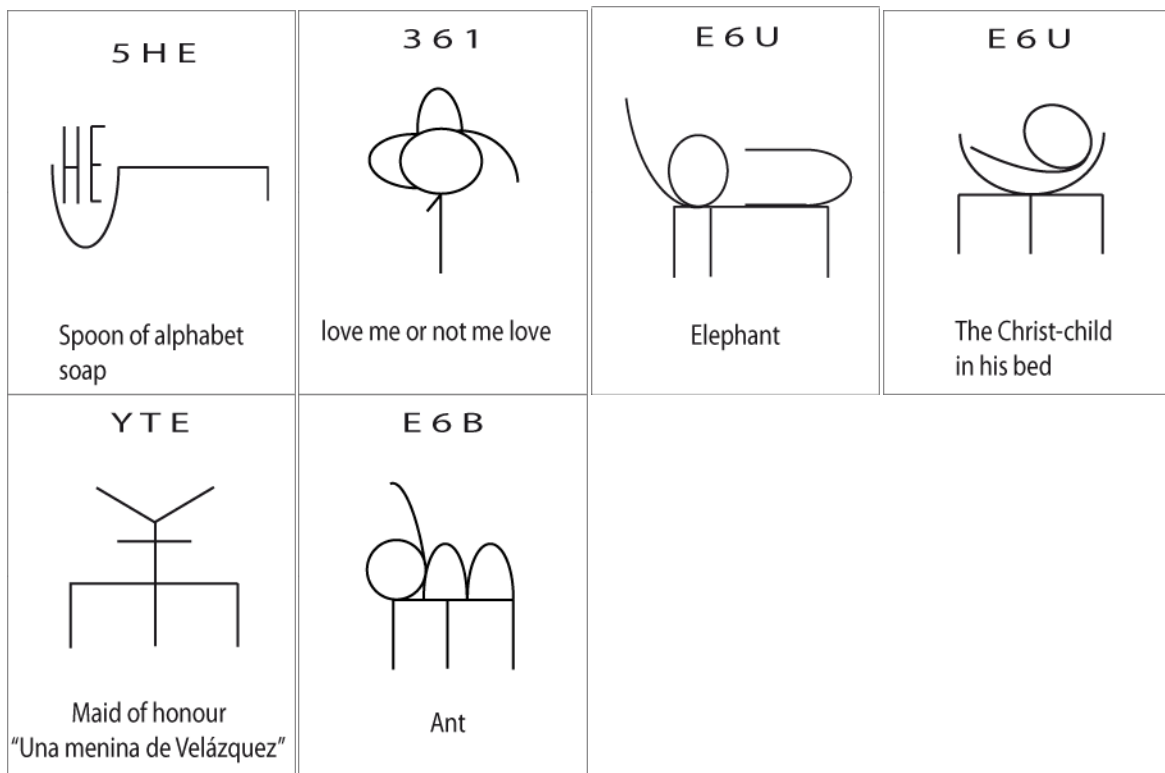 5 H E
HE
Spoon of alphabet
soap
3 6 1
love me or not me love
E 6 U
Elephant
E 6 U
The Christ-child
in his bed
Y T E
Maid of honour
“Una menina de Velázquez”
E 6 B
Ant